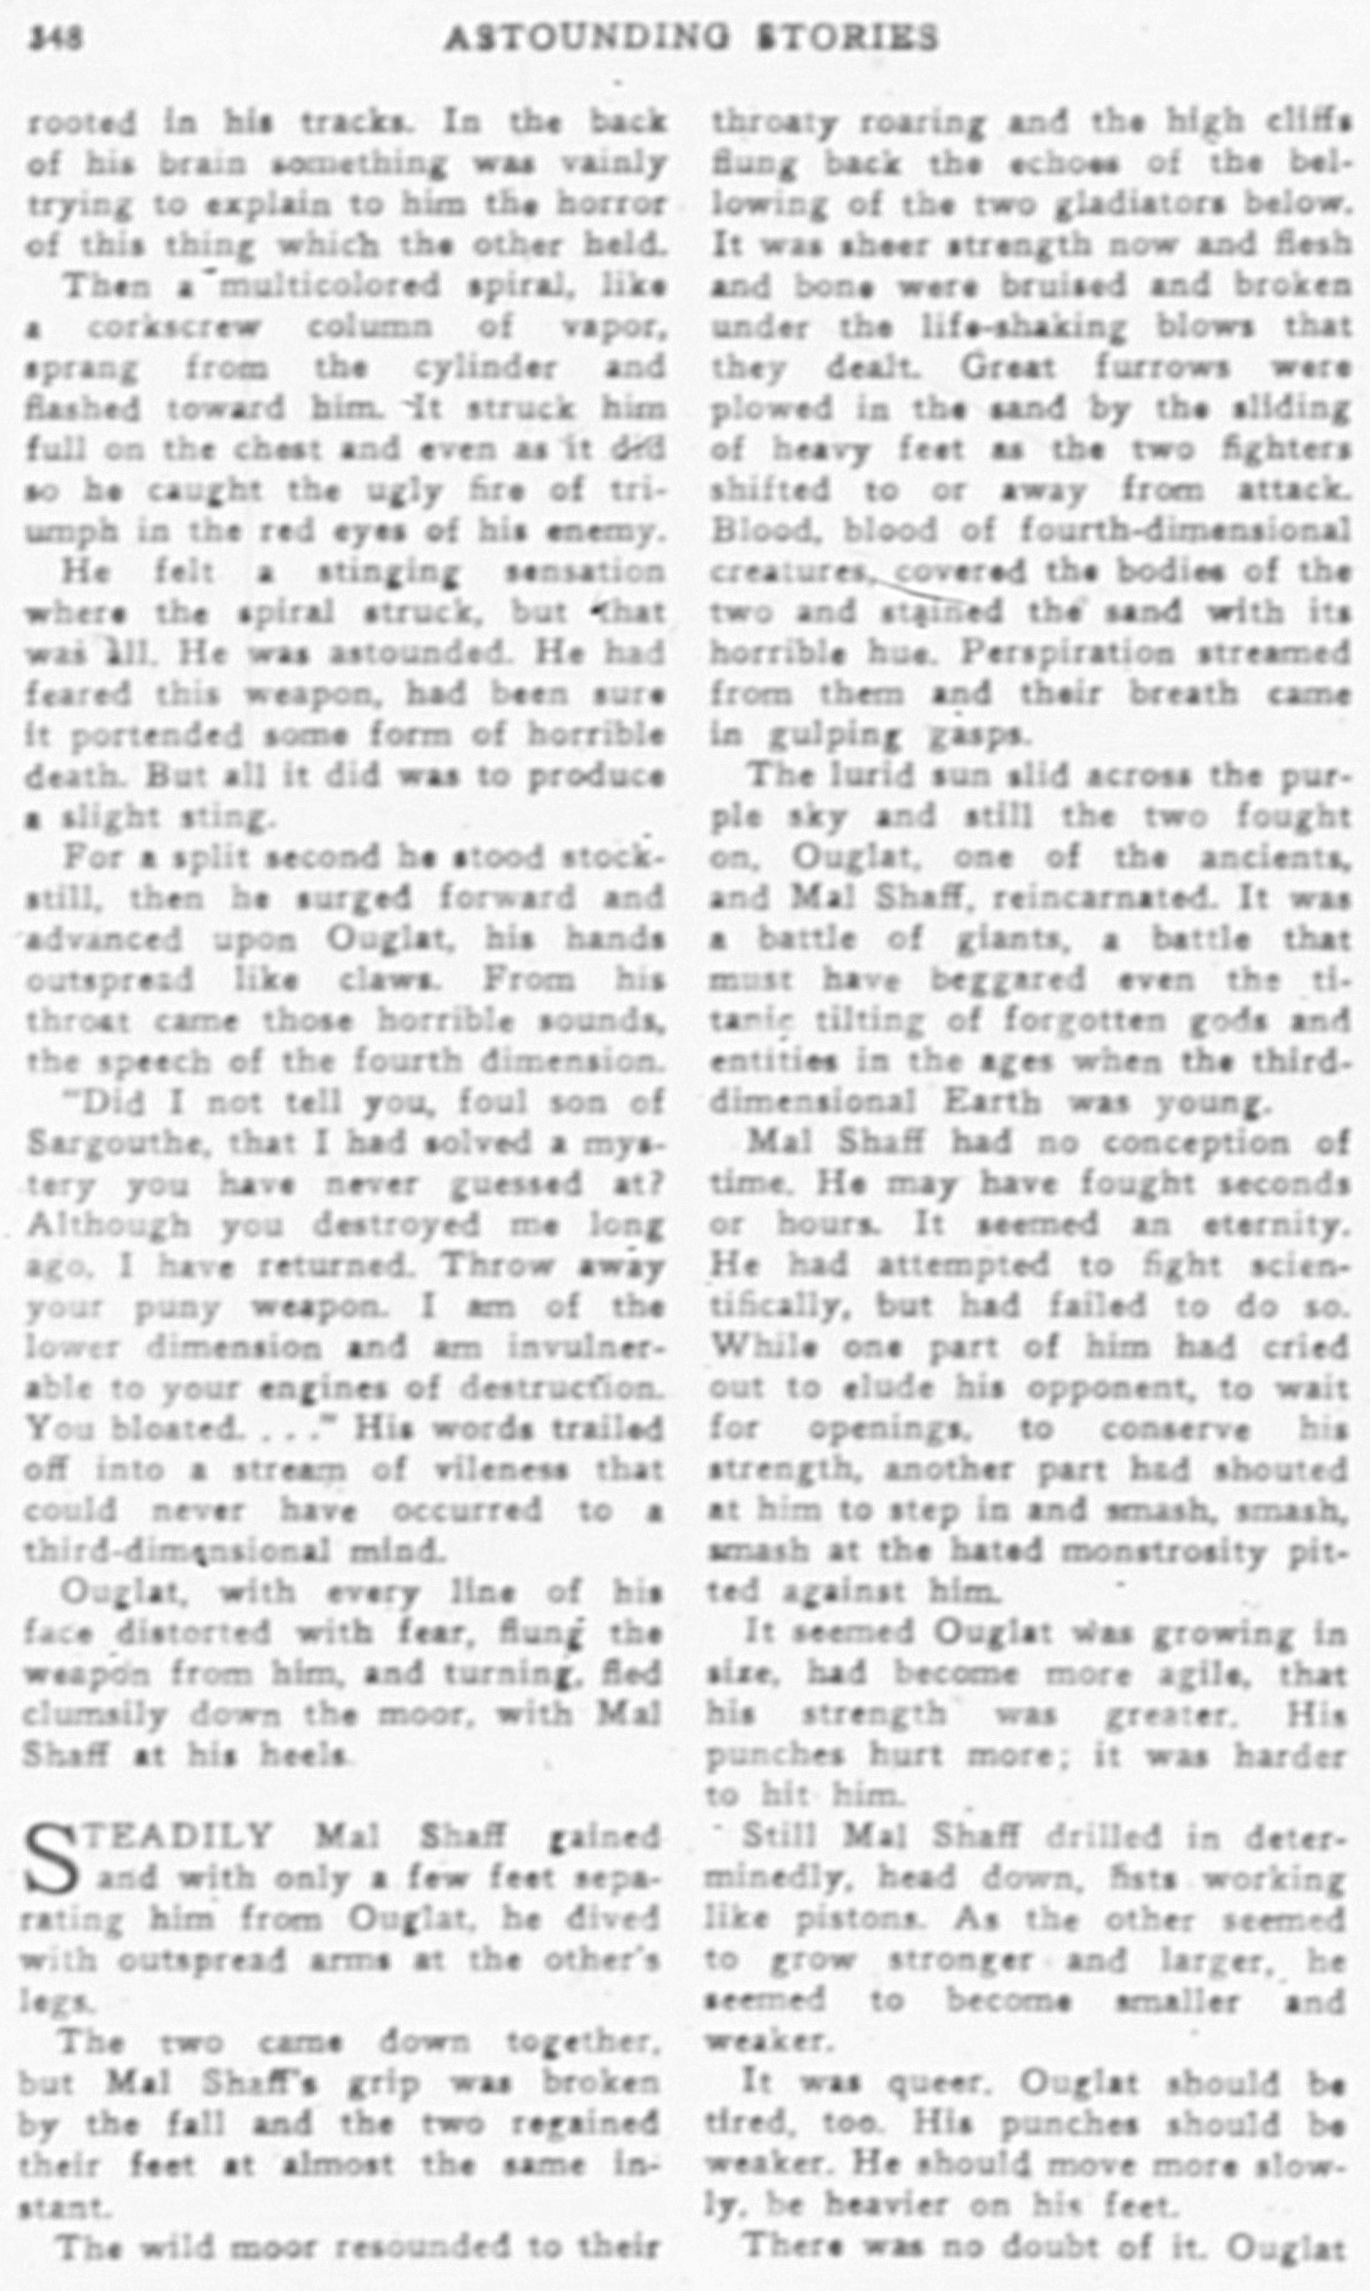 348
ASTOUNDING STORIES
rooted in his tracks. In the back
of his brain something was vainly
trying to explain to him the horror
of this thing which the other held.
Then a multicolored spiral, like
a corkscrew column of vapor,
sprang from the cylinder and
flashed toward him. It struck him
full on the chest and even as it did
so he caught the ugly fire of tri-
umph in the red eyes of his enemy.
He felt a stinging sensation
where the spiral struck, but that
was all. He was astounded. He had
feared this weapon, had been sure
it portended some form of horrible
death. But all it did was to produce
a slight sting.
For a split second he stood stock-
still, then he surged forward and
advanced upon Ouglat, his hands
outspread like claws. From his
throat came those horrible sounds,
the speech of the fourth dimension.
"Did I not tell you, foul son of
Sargouthe, that I had solved a mys-
tery you have never guessed at?
Although you destroyed me long
ago, I have returned. Throw away
your puny weapon. I am of the
lower dimension and am invulner-
able to your engines of destruction.
You bloated. . . ." His words trailed
off into a stream of vileness that
could never have occurred to a
third-dimensional mind.
Ouglat, with every line of his
face distorted with fear, flung the
weapon from him, and turning, fled
clumsily down the moor, with Mal
Shaff at his heels.
STEADILY Mal Shaff gained
and with only a few feet sepa-
rating him from Ouglat, he dived
with outspread arms at the other's
legs.
The two came down together,
but Mal Shaff's grip was broken
by the fall and the two regained
their feet at almost the same in-
stant.
The wild moor resounded to their
throaty roaring and the high cliffs
flung back the echoes of the bel-
lowing of the two gladiators below.
It was sheer strength now and flesh
and bone were bruised and broken
under the life-shaking blows that
they dealt. Great furrows were
plowed in the sand by the sliding
of heavy feet as the two fighters
shifted to or away from attack.
Blood, blood of fourth-dimensional
creatures, covered the bodies of the
two and stained the sand with its
horrible hue. Perspiration streamed
from them and their breath came
in gulping gasps.
The lurid sun slid across the pur-
ple sky and still the two fought
on. Ouglat, one of the ancients,
and Mal Shaff, reincarnated. It was
a battle of giants, a battle that
must have beggared even the ti-
tanic tilting of forgotten gods and
entities in the ages when the third-
dimensional Earth was young.
Mal Shaff had no conception of
time. He may have fought seconds
or hours. It seemed an eternity.
He had attempted to fight scien-
tifically, but had failed to do so.
While one part of him had cried
out to elude his opponent, to wait
for openings, to conserve his
strength, another part had shouted
at him to step in and smash, smash,
smash at the hated monstrosity pit-
ted against him.
It seemed Ouglat was growing in
size, had become more agile, that
his strength was greater. His
punches hurt more; it was harder
to hit him.
Still Mal Shaff drilled in deter-
minedly, head down, fists working
like pistons. As the other seemed
to grow stronger and larger, he
seemed to become smaller and
weaker.
It was queer. Ouglat should be
tired, too. His punches should be
weaker. He should move more slow-
ly, be heavier on his feet.
There was no doubt of it. Ouglat